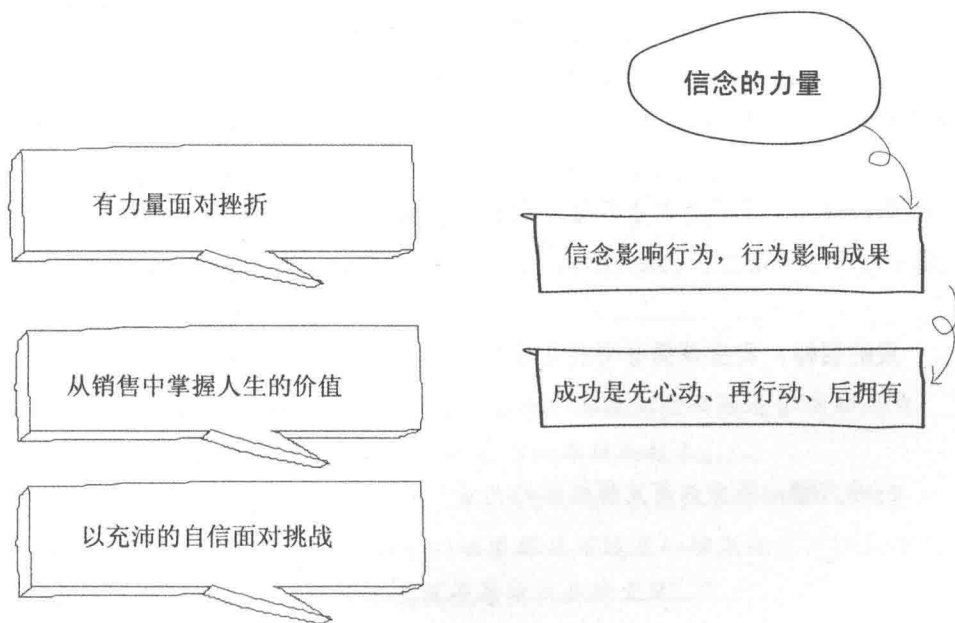 信念的力量
有力量面对挫折
信念影响行为，行为影响成果
从销售中掌握人生的价值
成功是先心动、再行动、后拥有
以充沛的自信面对挑战